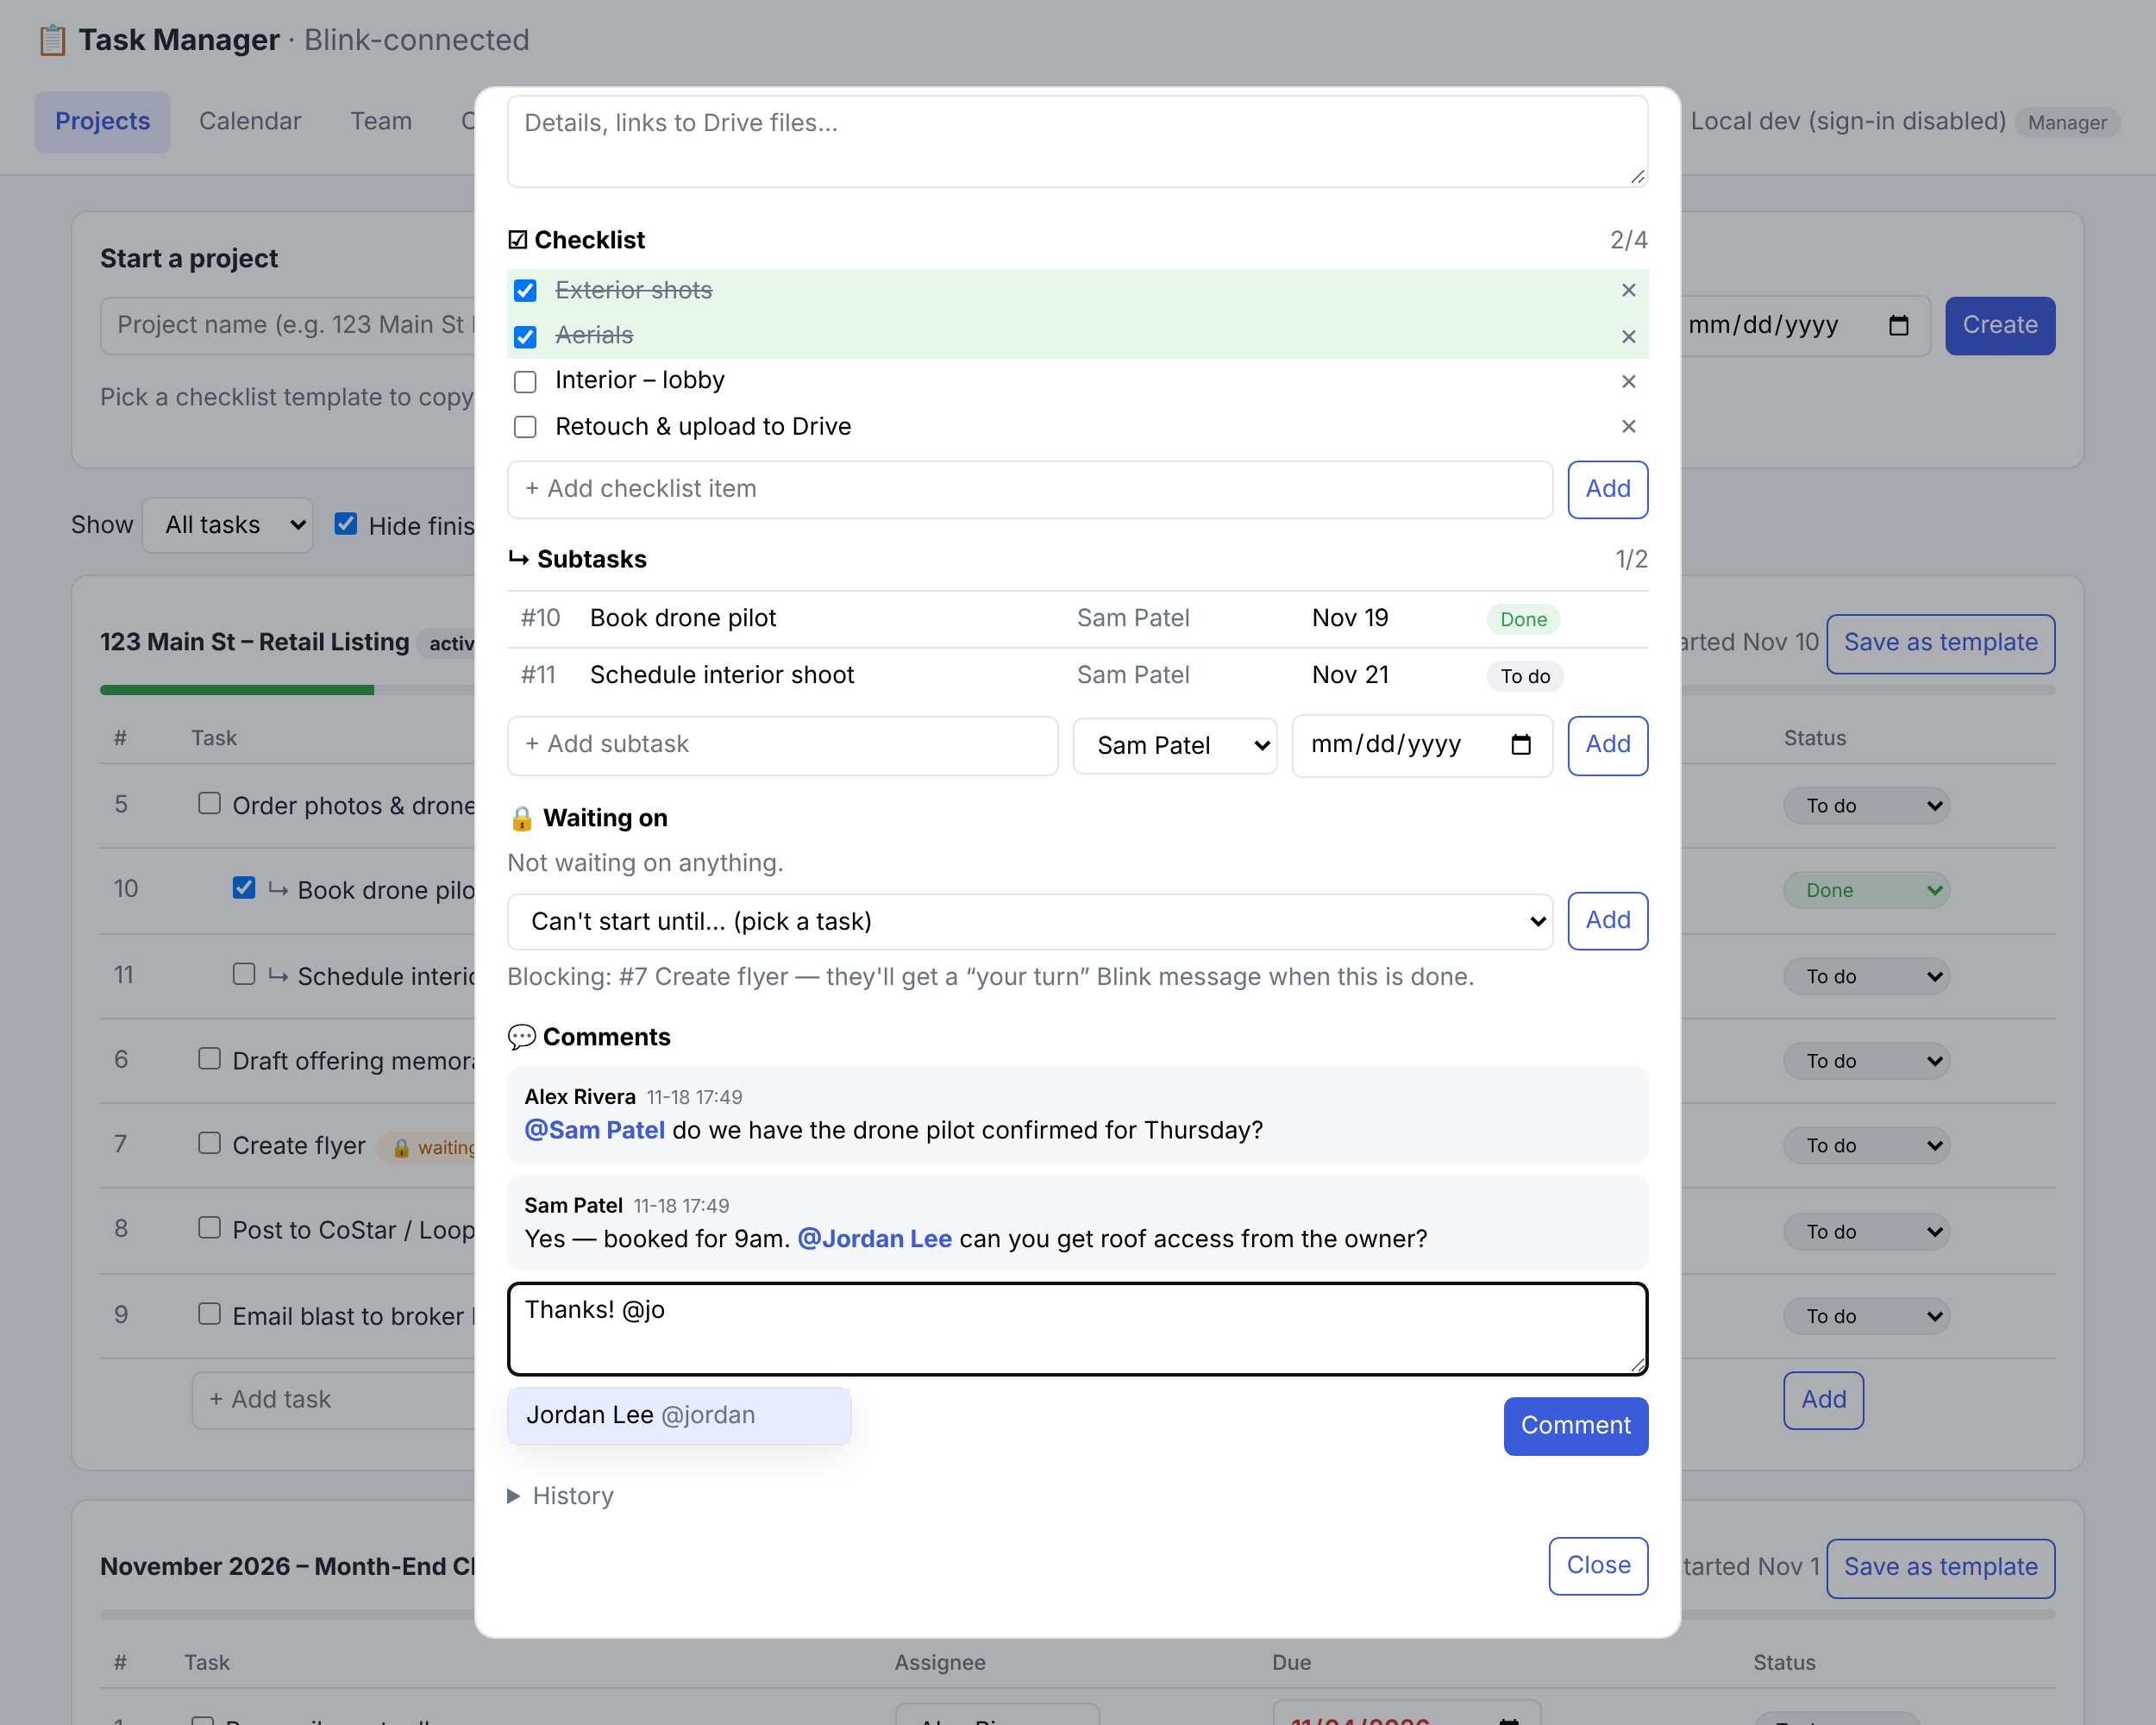 📋 Task Manager · Blink-connected
Projects Calendar Team Local dev (sign-in disabled) Manager
Start a project
Project name (e.g. 123 Main St mm/dd/yyyy Create
Pick a checklist template to copy
Show All tasks Hide finis
123 Main St – Retail Listing activ arted Nov 10 Save as template
# Task Status
5 Order photos & drone To do
10 ↳ Book drone pilo Done
11 ↳ Schedule interic To do
6 Draft offering memora To do
7 Create flyer 🔒 waiting To do
8 Post to CoStar / Loop To do
9 Email blast to broker To do
+ Add task Add
November 2026 – Month-End Cl tarted Nov 1 Save as template
# Task Assignee Due Status
Details, links to Drive files...
☑ Checklist 2/4
Exterior shots ✕
Aerials ✕
Interior – lobby ✕
Retouch & upload to Drive ✕
+ Add checklist item Add
↳ Subtasks 1/2
#10 Book drone pilot Sam Patel Nov 19 Done
#11 Schedule interior shoot Sam Patel Nov 21 To do
+ Add subtask Sam Patel mm/dd/yyyy Add
🔒 Waiting on
Not waiting on anything.
Can't start until... (pick a task) Add
Blocking: #7 Create flyer — they'll get a “your turn” Blink message when this is done.
💬 Comments
Alex Rivera 11-18 17:49
@Sam Patel do we have the drone pilot confirmed for Thursday?
Sam Patel 11-18 17:49
Yes — booked for 9am. @Jordan Lee can you get roof access from the owner?
Thanks! @jo
Jordan Lee @jordan
Comment
▶ History
Close